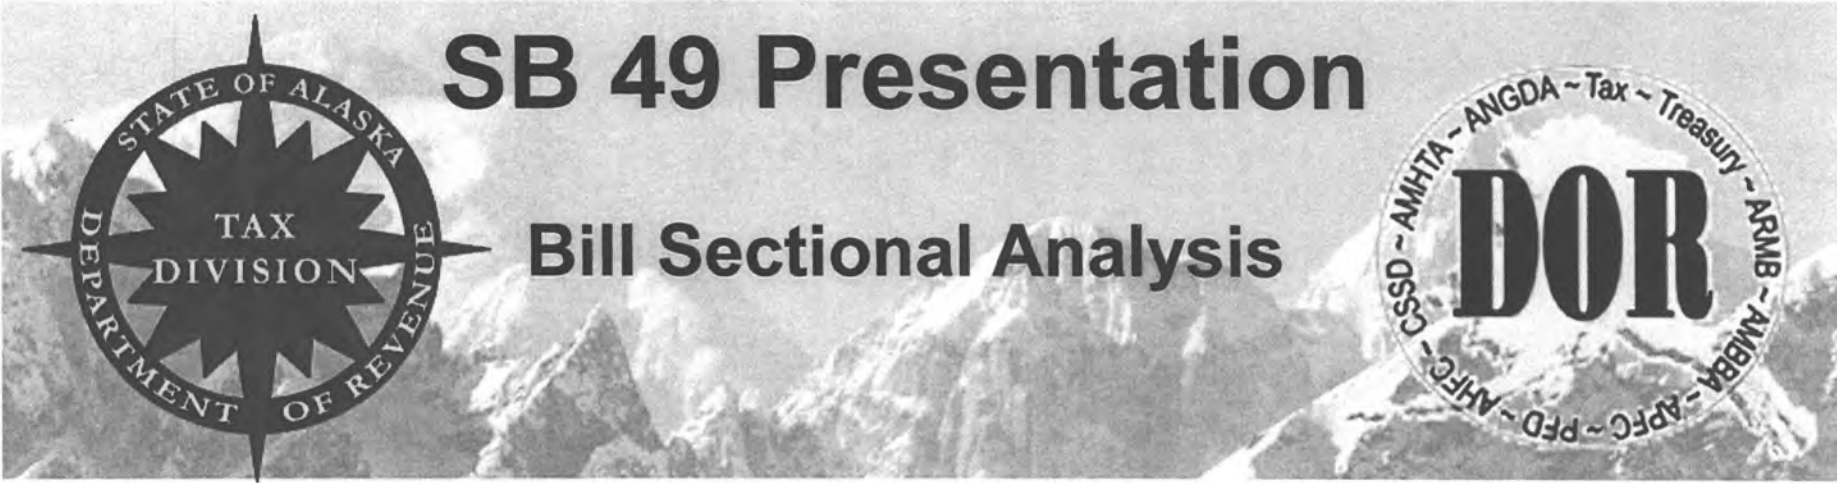 SB 49 Presentation
Bill Sectional Analysis
STATE OF ALASKA
TAX
DIVISION
DEPARTMENT OF REVENUE
DOR
AMHTA ~ ANGDA ~ Tax ~ Treasury ~ ARMB ~ AMBBA ~ APFC ~ PFD ~ AHFC ~ CSSD ~